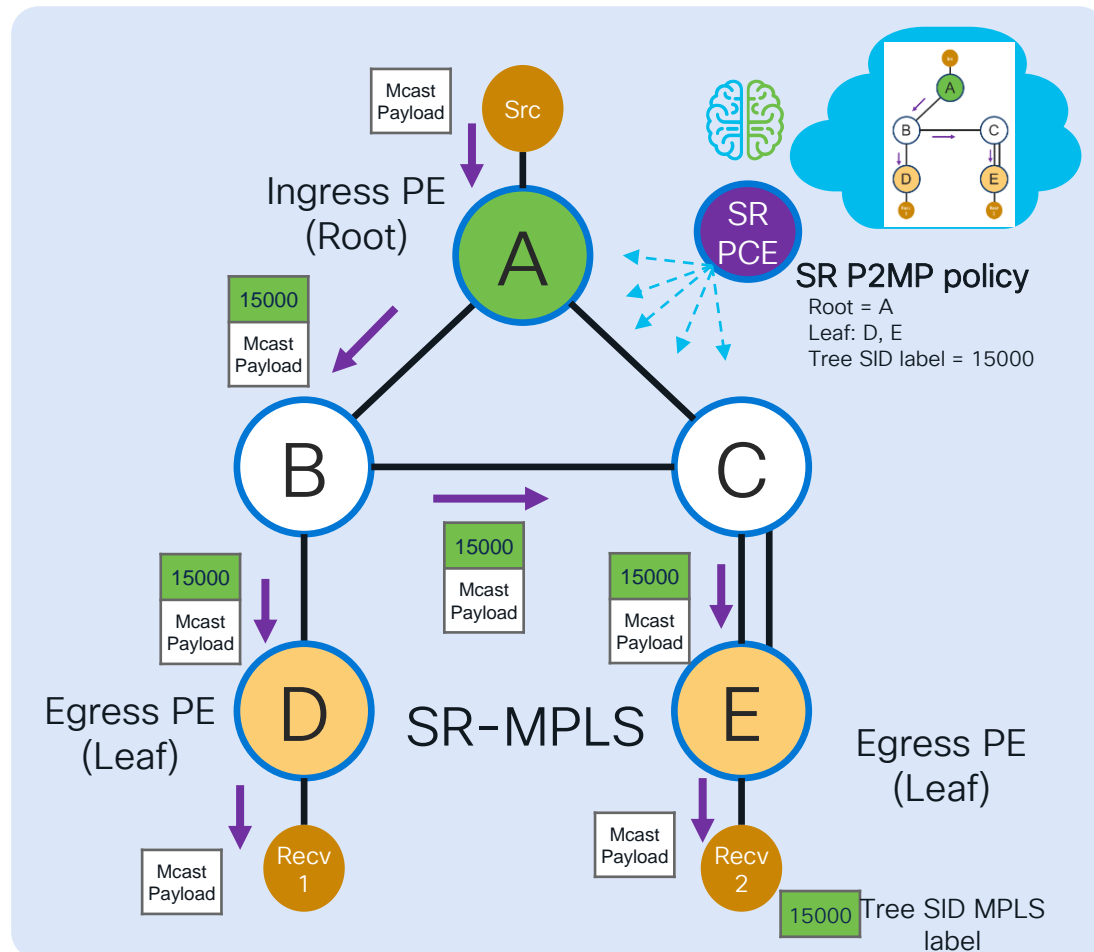 Mcast
Payload
Src
Ingress PE
(Root)
A
SR
PCE
A
B
C
D
E
SR P2MP policy
Root = A
Leaf: D, E
Tree SID label = 15000
15000
Mcast
Payload
B
C
15000
Mcast
Payload
15000
Mcast
Payload
15000
Mcast
Payload
D
SR-MPLS
E
Egress PE
(Leaf)
Egress PE
(Leaf)
Mcast
Payload
Recv
1
Mcast
Payload
Recv
2
15000
Tree SID MPLS
label